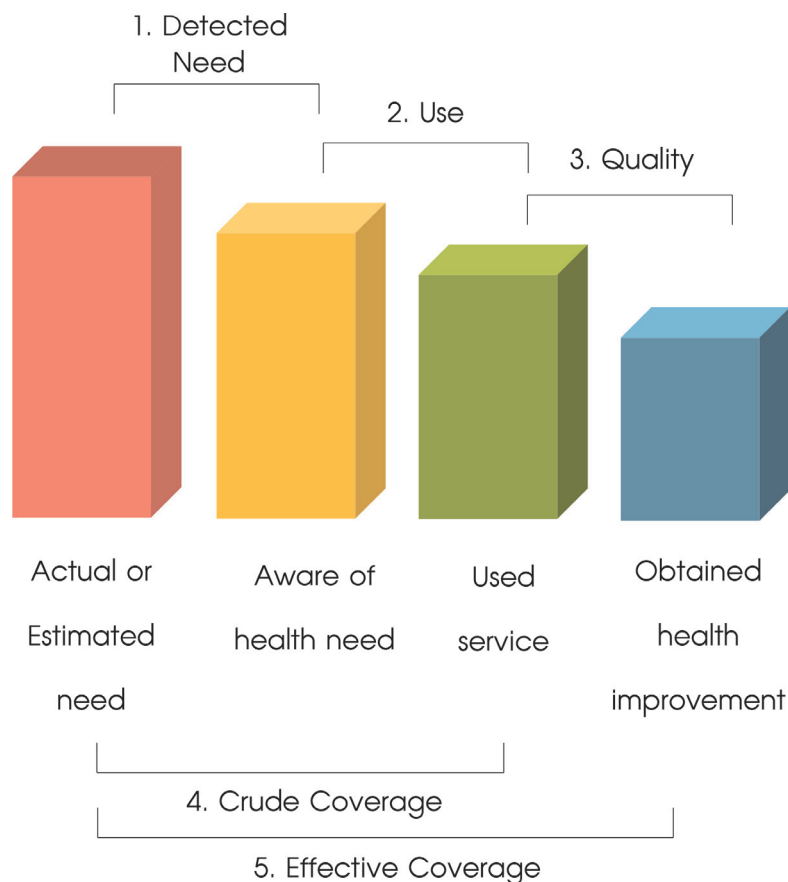 1. Detected
Need
2. Use
3. Quality
Actual or
Estimated
need
Aware of
health need
Used
service
Obtained
health
improvement
4. Crude Coverage
5. Effective Coverage